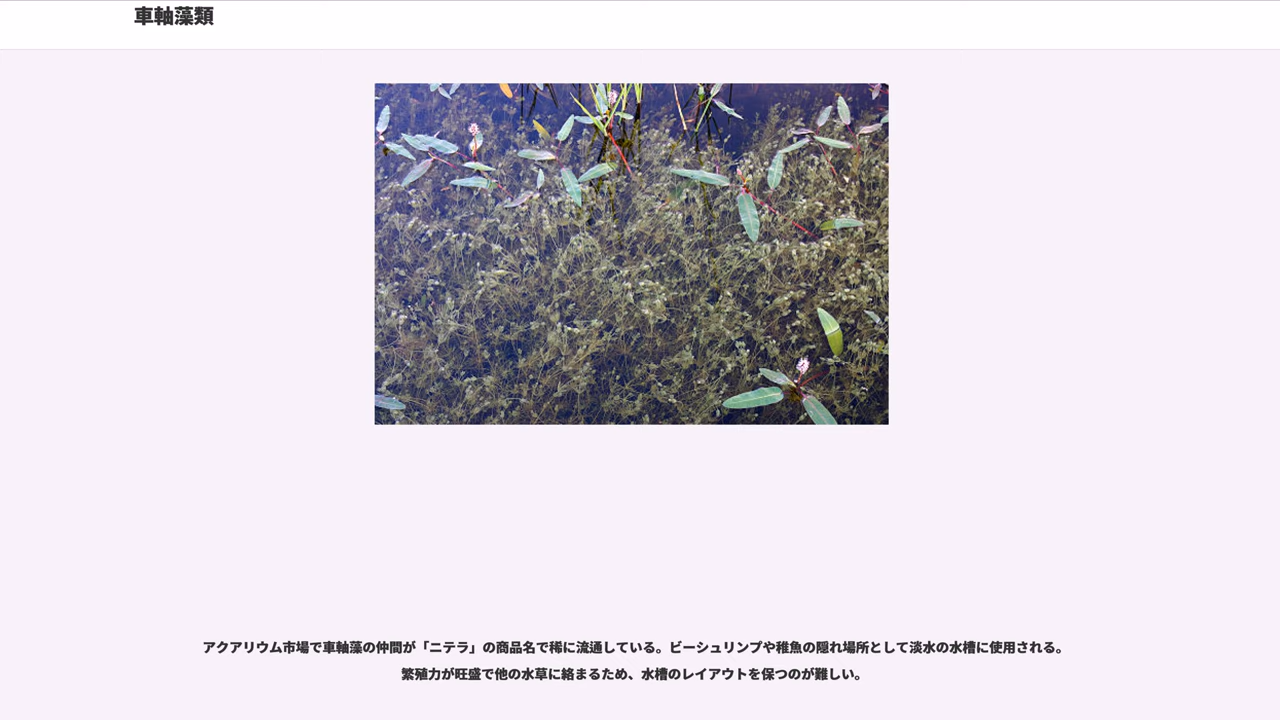 車軸藻類
アクアリウム市場で車軸藻の仲間が「ニテラ」の商品名で稀に流通している。ビーシュリンプや稚魚の隠れ場所として淡水の水槽に使用される。
繁殖力が旺盛で他の水草に絡まるため、水槽のレイアウトを保つのが難しい。